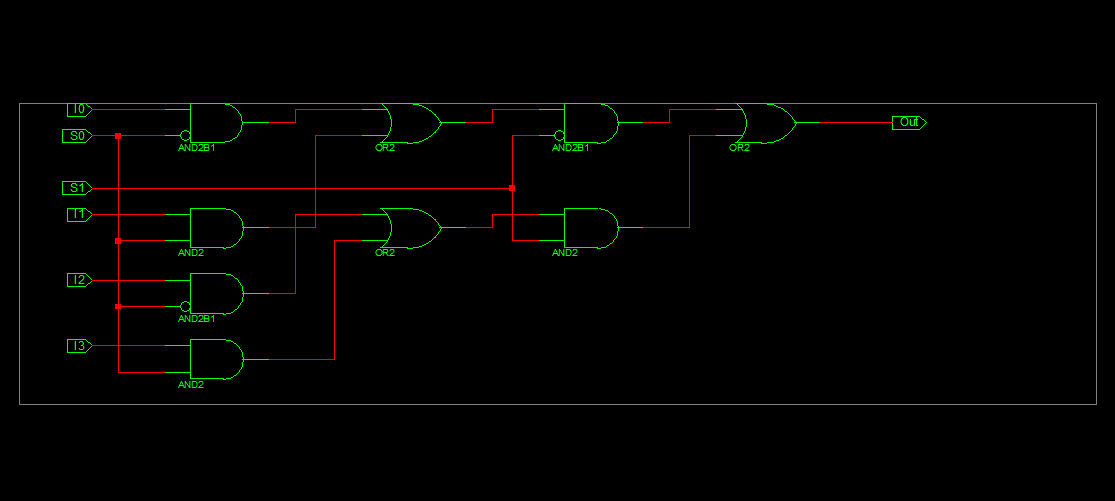 I0
S0
AND2B1
OR2
AND2B1
OR2
Out
S1
I1
AND2
OR2
AND2
I2
AND2B1
I3
AND2